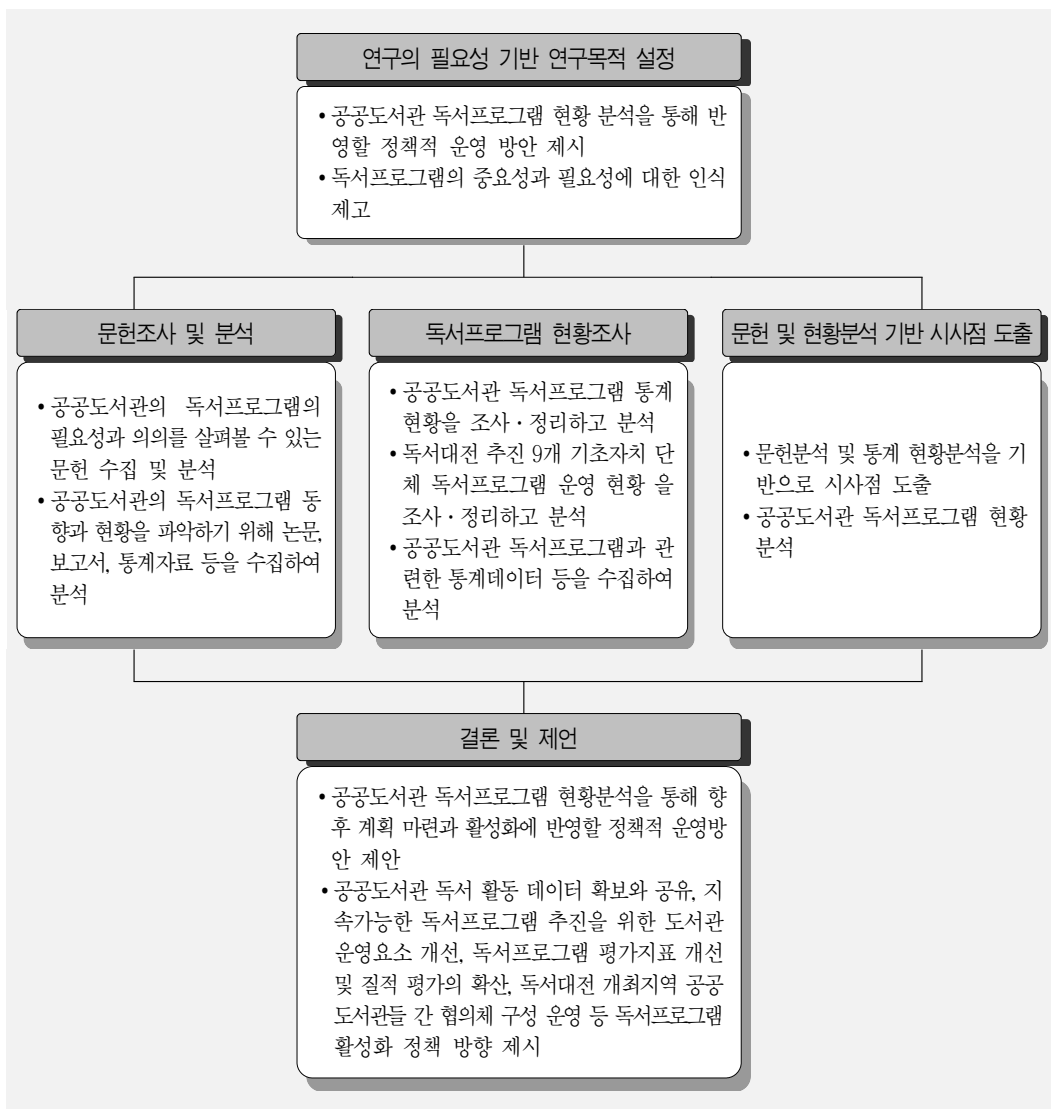 연구의 필요성 기반 연구목적 설정
• 공공도서관 독서프로그램 현황 분석을 통해 반
영할 정책적 운영 방안 제시
• 독서프로그램의 중요성과 필요성에 대한 인식
제고
문헌조사 및 분석
• 공공도서관의 독서프로그램의
필요성과 의의를 살펴볼 수 있는
문헌 수집 및 분석
• 공공도서관의 독서프로그램 동
향과 현황을 파악하기 위해 논문,
보고서, 통계자료 등을 수집하여
분석
독서프로그램 현황조사
• 공공도서관 독서프로그램 통계
현황을 조사·정리하고 분석
• 독서대전 추진 9개 기초자치 단
체 독서프로그램 운영 현황 을
조사·정리하고 분석
• 공공도서관 독서프로그램과 관
련한 통계데이터 등을 수집하여
분석
문헌 및 현황분석 기반 시사점 도출
• 문헌분석 및 통계 현황분석을 기
반으로 시사점 도출
• 공공도서관 독서프로그램 현황
분석
결론 및 제언
• 공공도서관 독서프로그램 현황분석을 통해 향
후 계획 마련과 활성화에 반영할 정책적 운영방
안 제안
• 공공도서관 독서 활동 데이터 확보와 공유, 지
속가능한 독서프로그램 추진을 위한 도서관
운영요소 개선, 독서프로그램 평가지표 개선
및 질적 평가의 확산, 독서대전 개최지역 공공
도서관들 간 협의체 구성 운영 등 독서프로그램
활성화 정책 방향 제시